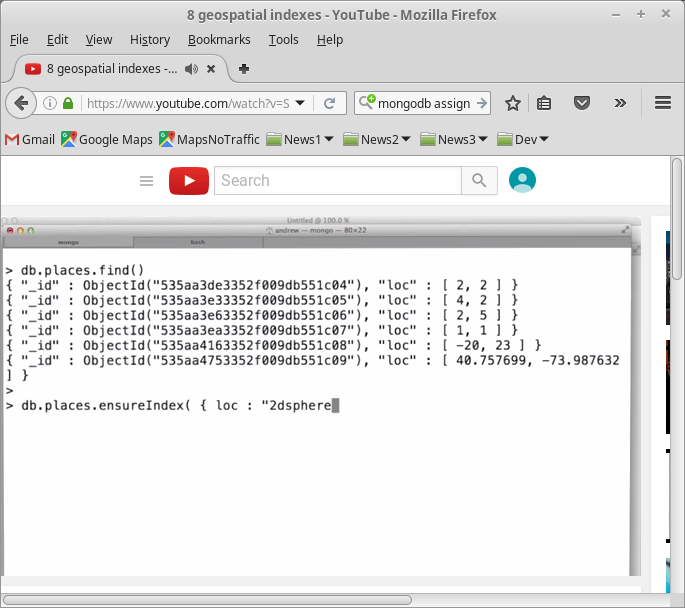 8 geospatial indexes - YouTube - Mozilla Firefox
File Edit View History Bookmarks Tools Help
8 geospatial indexes -...
https://www.youtube.com/watch?v=S
mongodb assign
Gmail Google Maps MapsNoTraffic News1 News2 News3 Dev
Search
Untitled @ 100.0 %
andrew — mongo — 80×22
mongo bash
> db.places.find()
{ "_id" : ObjectId("535aa3de3352f009db551c04"), "loc" : [ 2, 2 ] }
{ "_id" : ObjectId("535aa3e33352f009db551c05"), "loc" : [ 4, 2 ] }
{ "_id" : ObjectId("535aa3e63352f009db551c06"), "loc" : [ 2, 5 ] }
{ "_id" : ObjectId("535aa3ea3352f009db551c07"), "loc" : [ 1, 1 ] }
{ "_id" : ObjectId("535aa4163352f009db551c08"), "loc" : [ -20, 23 ] }
{ "_id" : ObjectId("535aa4753352f009db551c09"), "loc" : [ 40.757699, -73.987632
] }
>
> db.places.ensureIndex( { loc : "2dsphere